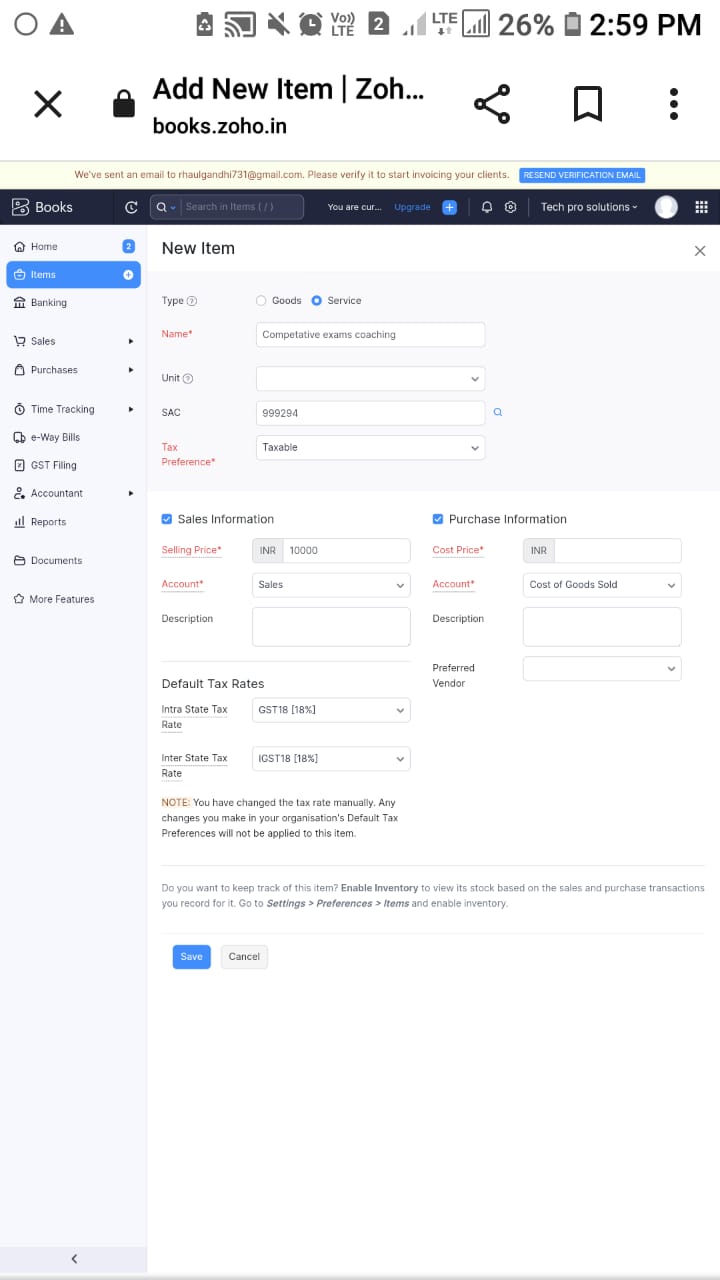 Vo)) LTE 2 LTE 26% 2:59 PM
Add New Item | Zoh...
books.zoho.in
We've sent an email to rhaulgandhi731@gmail.com. Please verify it to start invoicing your clients. RESEND VERIFICATION EMAIL
Books Search in Items ( / ) You are cur... Upgrade Tech pro solutions
Home 2
Items
Banking
Sales
Purchases
Time Tracking
e-Way Bills
GST Filing
Accountant
Reports
Documents
More Features
New Item
Type Goods Service
Name* Competative exams coaching
Unit
SAC 999294
Tax Preference* Taxable
Sales Information
Selling Price* INR 10000
Account* Sales
Description
Purchase Information
Cost Price* INR
Account* Cost of Goods Sold
Description
Preferred
Vendor
Default Tax Rates
Intra State Tax
Rate
GST18 [18%]
Inter State Tax
Rate
IGST18 [18%]
NOTE: You have changed the tax rate manually. Any
changes you make in your organisation's Default Tax
Preferences will not be applied to this item.
Do you want to keep track of this item? Enable Inventory to view its stock based on the sales and purchase transactions
you record for it. Go to Settings > Preferences > Items and enable inventory.
Save Cancel